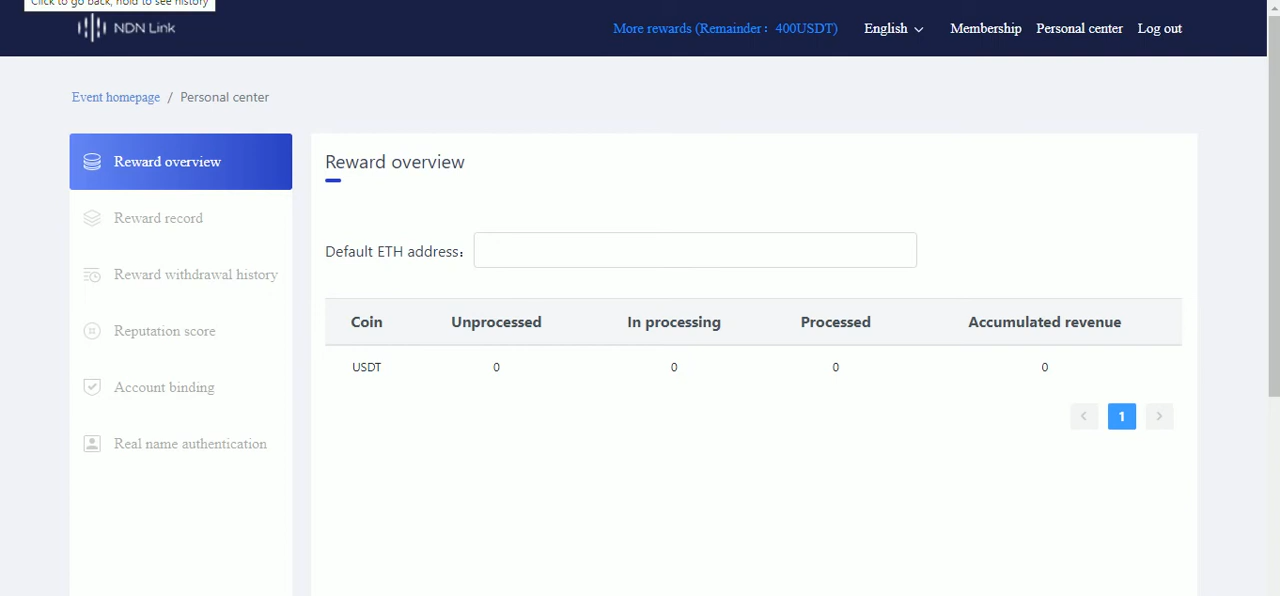 Click to go back, hold to see history
NDN Link
More rewards (Remainder： 400USDT)
English
Membership
Personal center
Log out
Event homepage / Personal center
Reward overview
Reward record
Reward withdrawal history
Reputation score
Account binding
Real name authentication
Reward overview
Default ETH address：
Coin Unprocessed In processing Processed Accumulated revenue
USDT 0 0 0 0
< 1 >